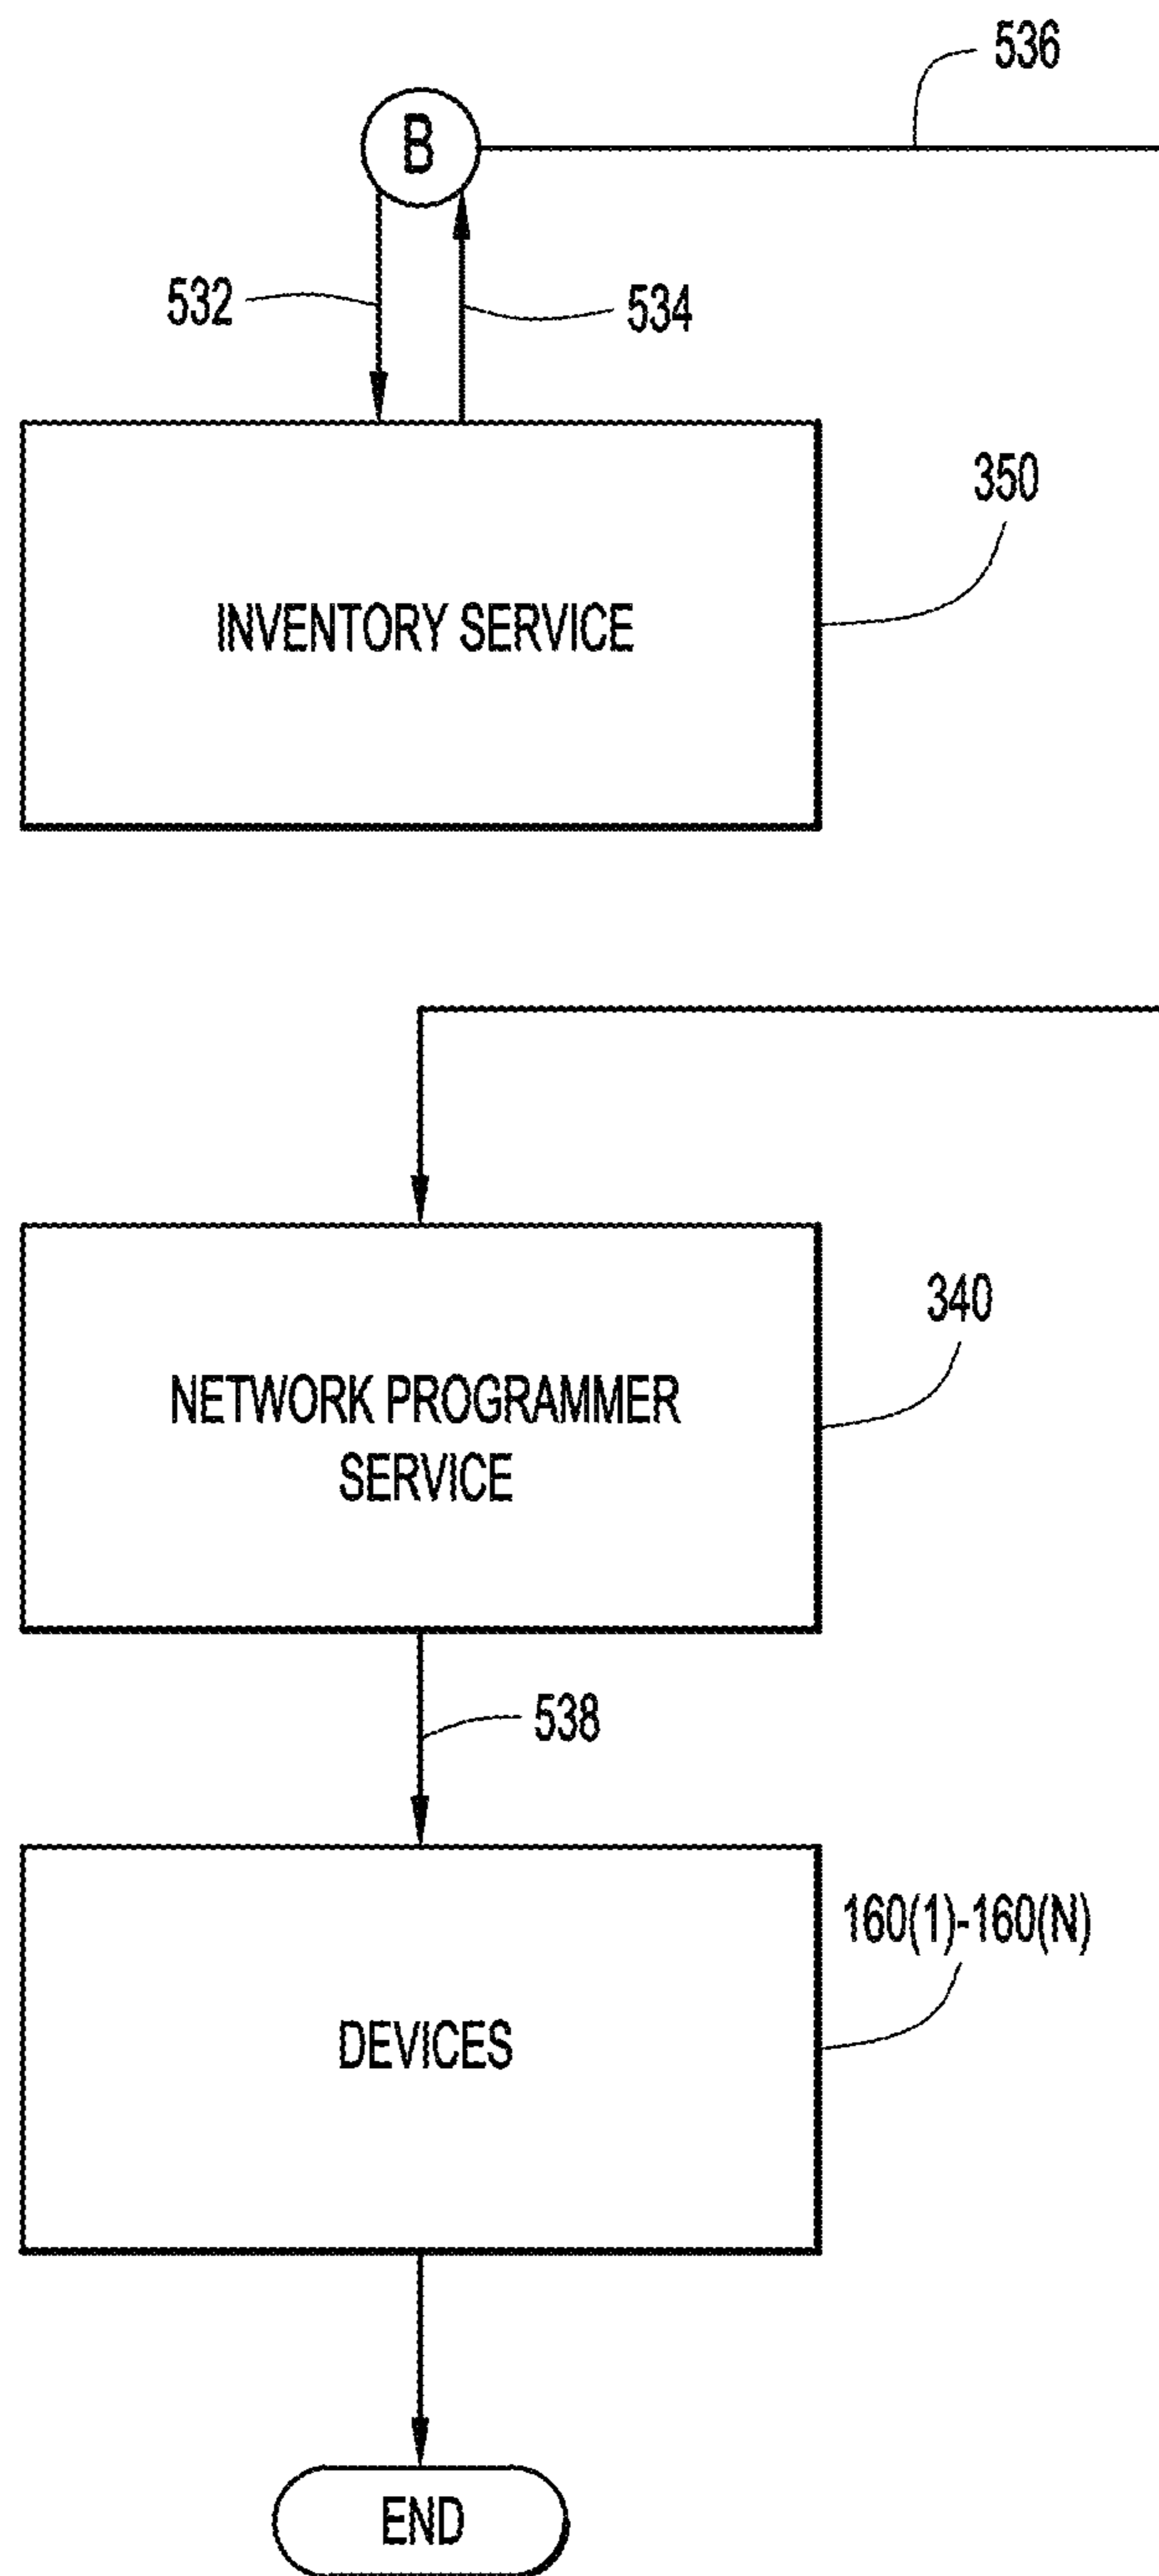 536
B
532
534
350
INVENTORY SERVICE
340
NETWORK PROGRAMMER
SERVICE
538
160(1)-160(N)
DEVICES
END